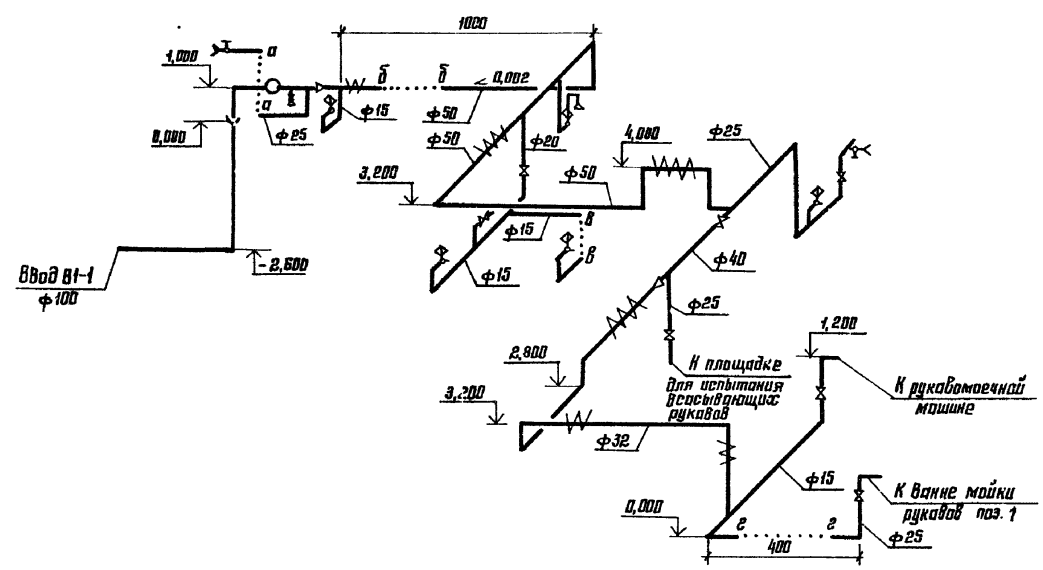 1000
а
1,000
б
б
0,002
а
ф15
ф50
0,000
ф25
ф50
ф20
4,000
ф25
3,200
ф50
в
ф15
ф15
в
-2,600
ф40
Ввод В1-1
ф100
ф25
1,200
2,800
К площадке
для испытания
всасывающих
рукавов
К рукавомоечной
машине
3,200
ф32
ф15
К ванне мойки
рукавов поз. 1
0,000
г
г
ф25
400